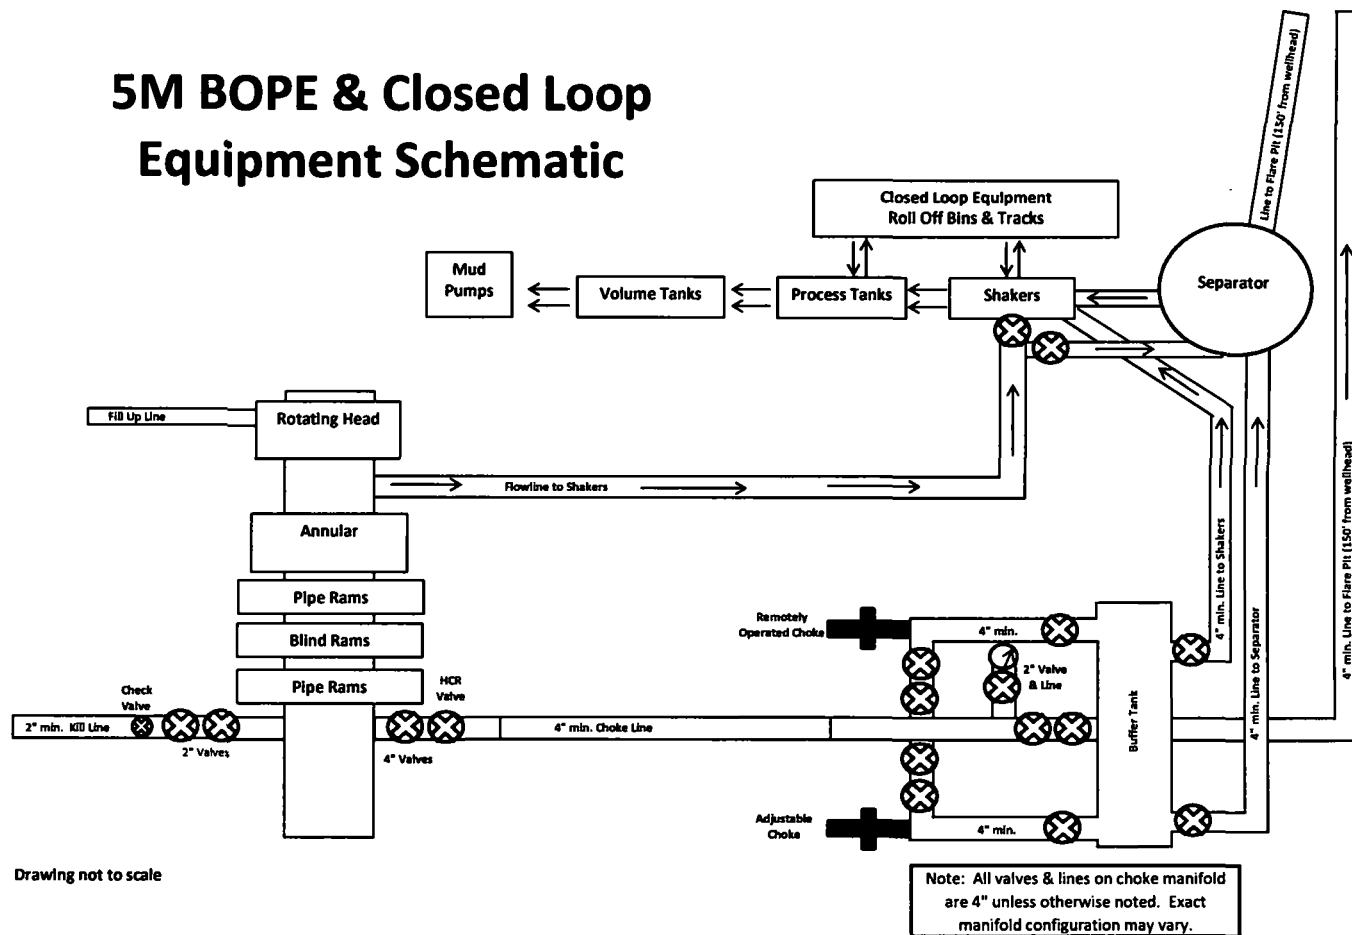 5M BOPE & Closed Loop
Equipment Schematic
Line to Flare Pit (150' from wellhead)
Closed Loop Equipment
Roll Off Bins & Tracks
Mud
Pumps
Volume Tanks
Process Tanks
Shakers
Separator
Fill Up Line
Rotating Head
Flowline to Shakers
Annular
Pipe Rams
Blind Rams
Pipe Rams
Check
Valve
HCR
Valve
2" min. Kill Line
2" Valves
4" Valves
4" min. Choke Line
Remotely
Operated Choke
4" min.
2" Valve
& Line
Adjustable
Choke
4" min.
Buffer Tank
4" min. Line to Shakers
4" min. Line to Separator
4" min. Line to Flare Pit (150' from wellhead)
Drawing not to scale
Note: All valves & lines on choke manifold
are 4" unless otherwise noted. Exact
manifold configuration may vary.